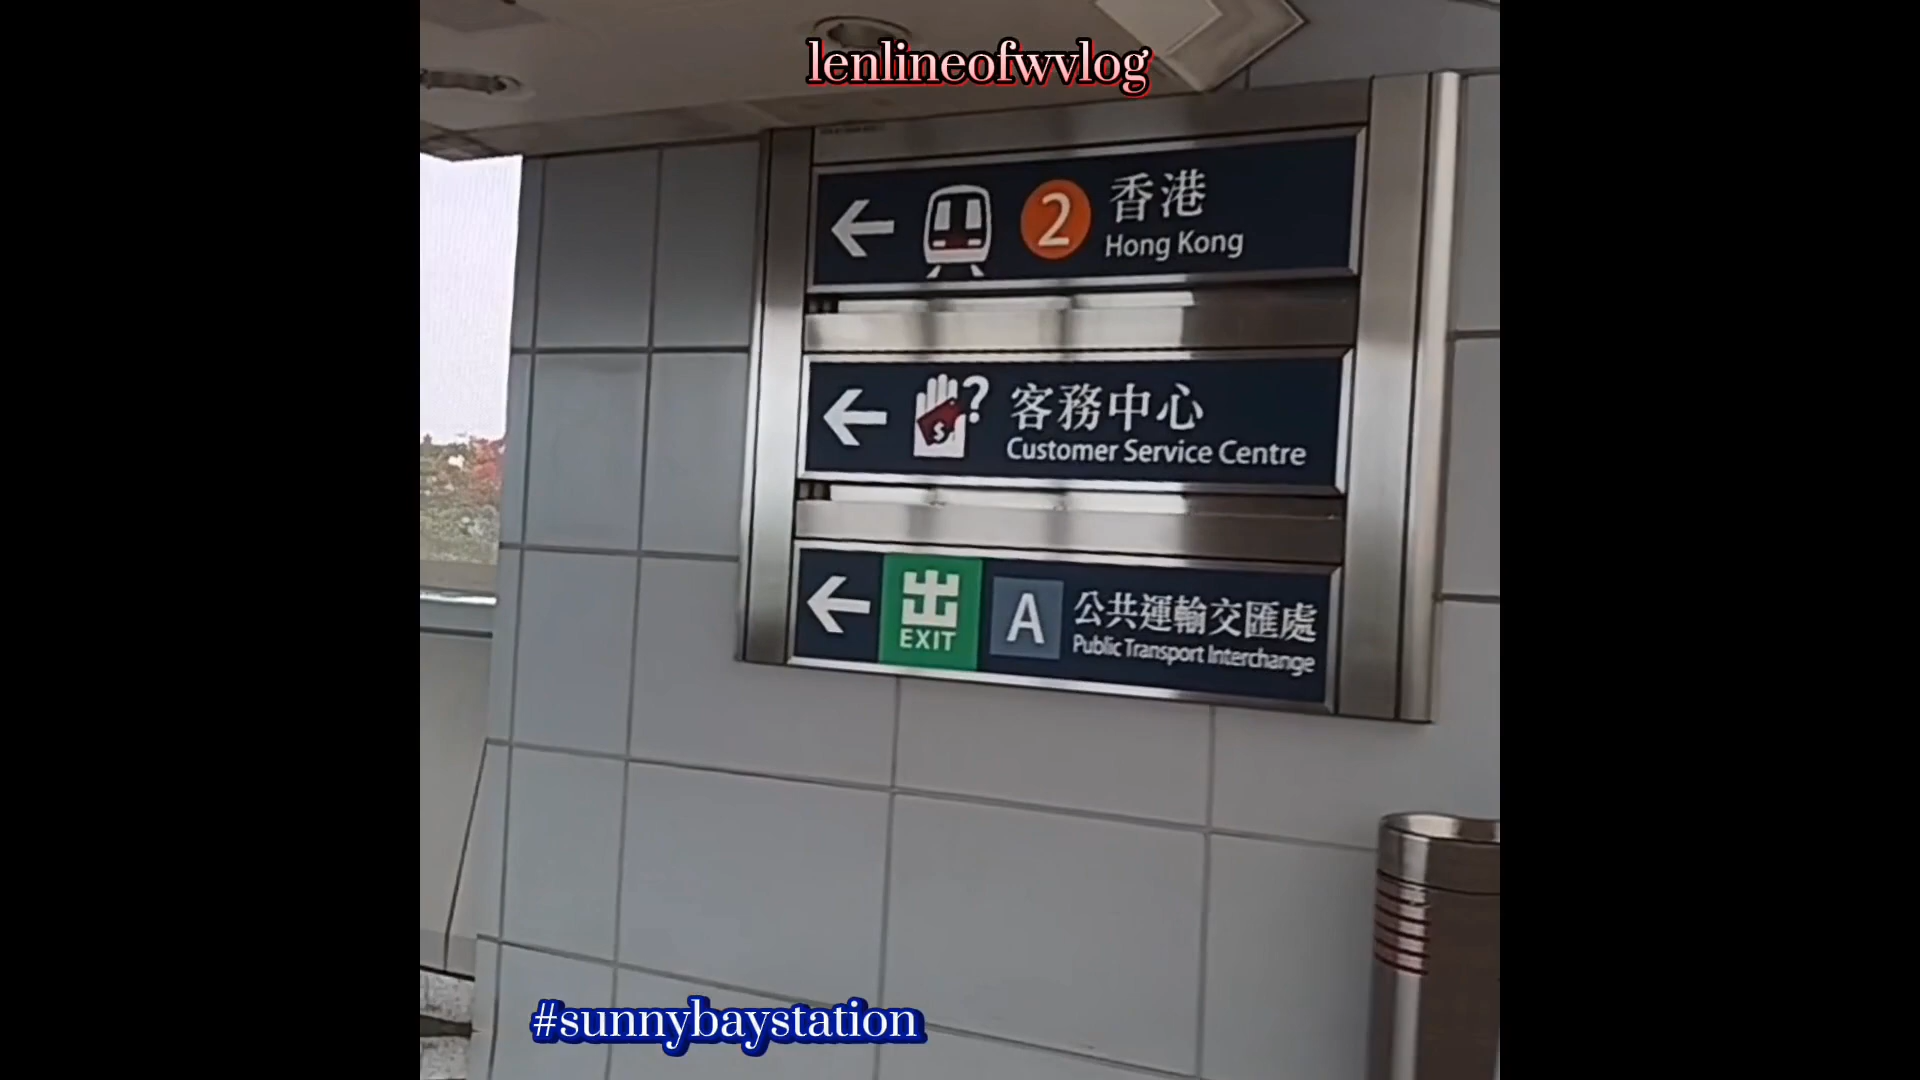 lenlineofwvlog
2 香港
Hong Kong
? 客務中心
$ Customer Service Centre
出 A 公共運輸交匯處
EXIT Public Transport Interchange
#sunnybaystation